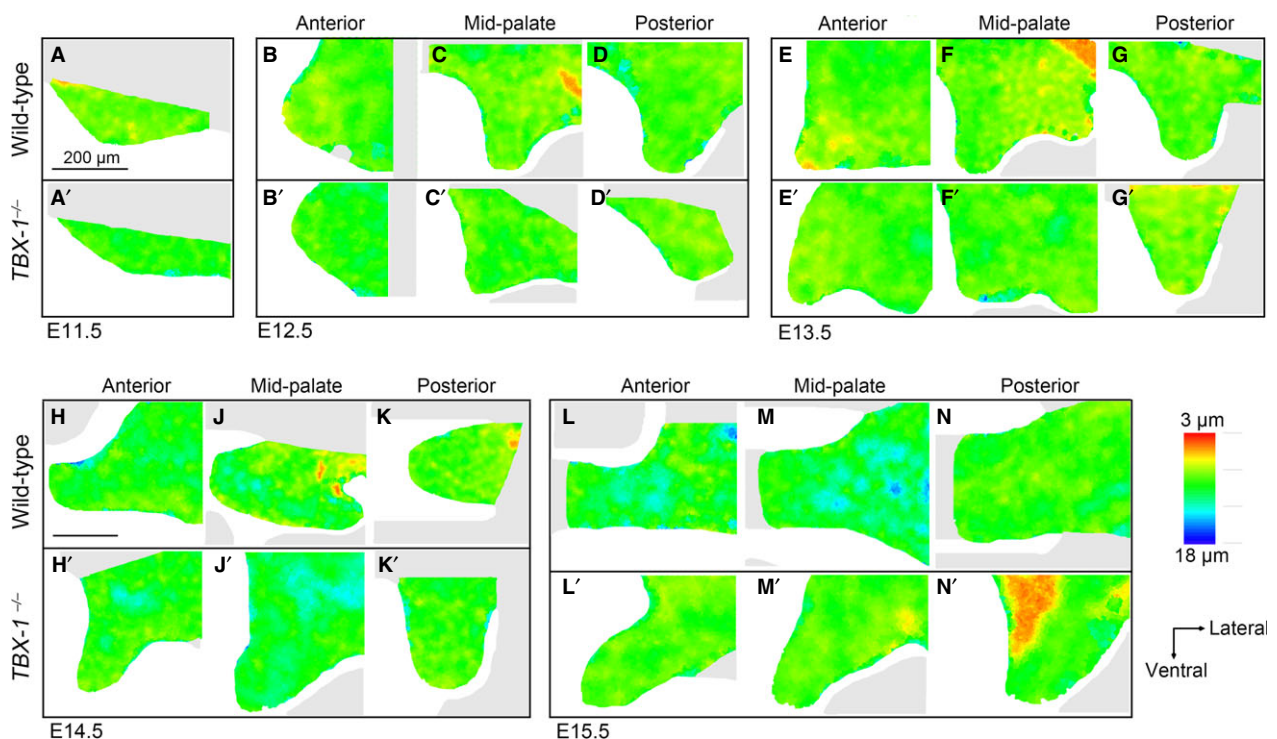 Anterior Mid-palate Posterior Anterior Mid-palate Posterior
Wild-type
A B C D E F G
200 µm
TBX-1⁻/⁻
A′ B′ C′ D′ E′ F′ G′
E11.5 E12.5 E13.5
Anterior Mid-palate Posterior Anterior Mid-palate Posterior
Wild-type
H J K L M N
3 µm
18 µm
TBX-1 ⁻/⁻
H′ J′ K′ L′ M′ N′
Lateral
Ventral
E14.5 E15.5